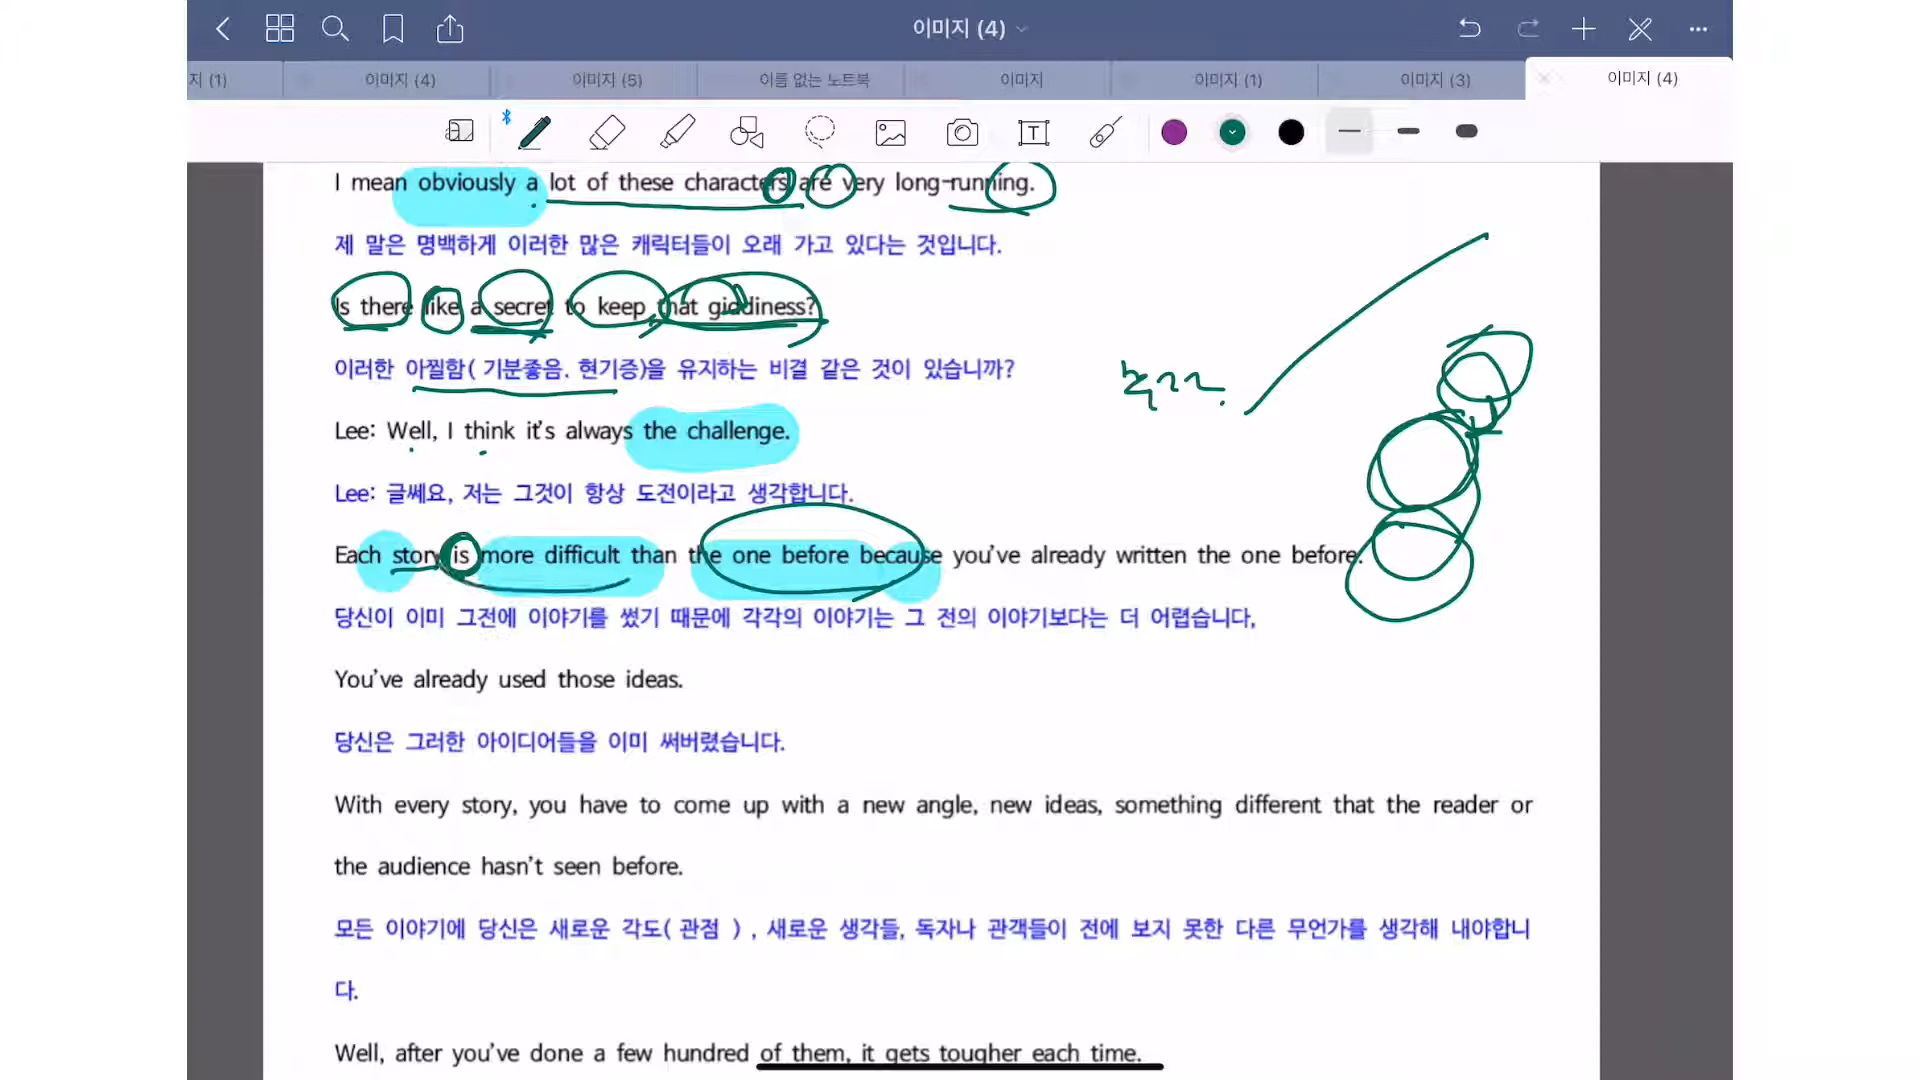 이미지 (4)
지 (1) 이미지 (4) 이미지 (5) 이름 없는 노트북 이미지 이미지 (1) 이미지 (3) 이미지 (4)
I mean obviously a lot of these characters are very long-running.
제 말은 명백하게 이러한 많은 캐릭터들이 오래 가고 있다는 것입니다.
Is there like a secret to keep that giddiness?
이러한 아찔함( 기분좋음. 현기증)을 유지하는 비결 같은 것이 있습니까?
Lee: Well, I think it's always the challenge.
Lee: 글쎄요, 저는 그것이 항상 도전이라고 생각합니다.
Each story is more difficult than the one before because you've already written the one before.
당신이 이미 그전에 이야기를 썼기 때문에 각각의 이야기는 그 전의 이야기보다는 더 어렵습니다,
You've already used those ideas.
당신은 그러한 아이디어들을 이미 써버렸습니다.
With every story, you have to come up with a new angle, new ideas, something different that the reader or
the audience hasn't seen before.
모든 이야기에 당신은 새로운 각도( 관점 ) , 새로운 생각들, 독자나 관객들이 전에 보지 못한 다른 무언가를 생각해 내야합니
다.
Well, after you've done a few hundred of them, it gets tougher each time.